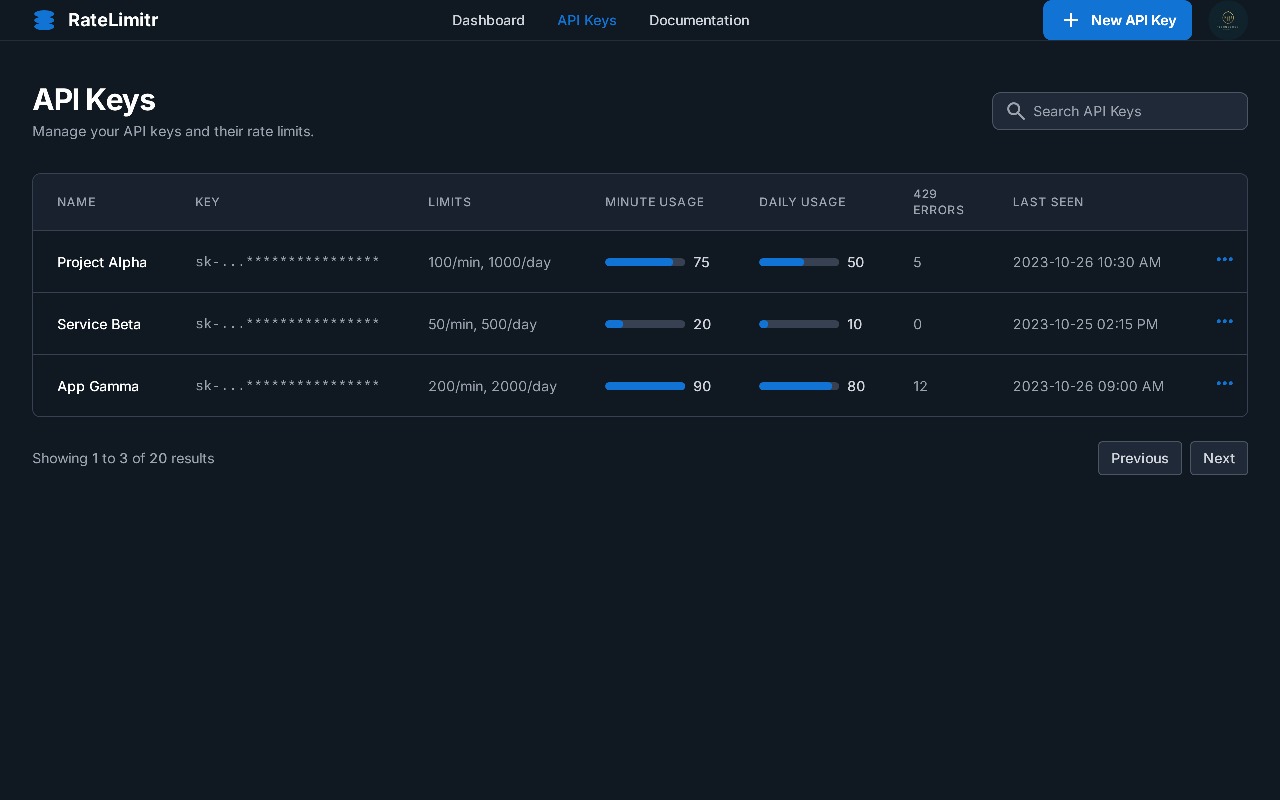 RateLimitr
Dashboard
API Keys
Documentation
New API Key
API Keys
Manage your API keys and their rate limits.
Search API Keys
NAME
KEY
LIMITS
MINUTE USAGE
DAILY USAGE
429
ERRORS
LAST SEEN
Project Alpha
sk-...****************
100/min, 1000/day
75
50
5
2023-10-26 10:30 AM
Service Beta
sk-...****************
50/min, 500/day
20
10
0
2023-10-25 02:15 PM
App Gamma
sk-...****************
200/min, 2000/day
90
80
12
2023-10-26 09:00 AM
Showing 1 to 3 of 20 results
Previous
Next